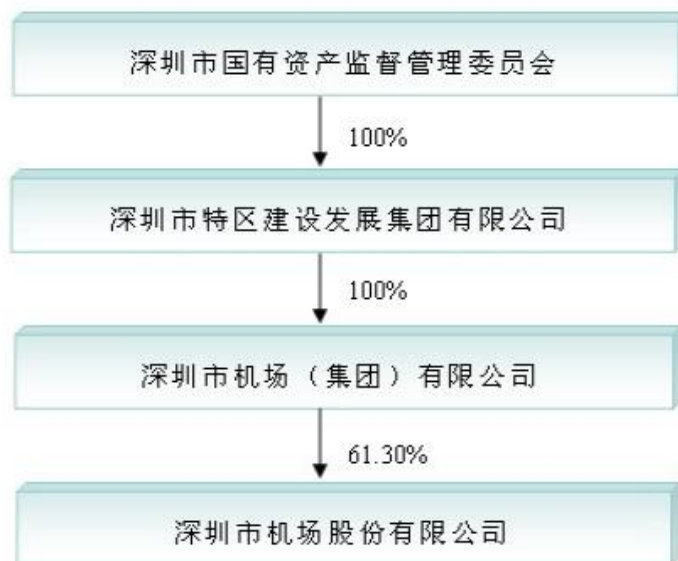 深圳市国有资产监督管理委员会
100%
深圳市特区建设发展集团有限公司
100%
深圳市机场（集团）有限公司
61.30%
深圳市机场股份有限公司